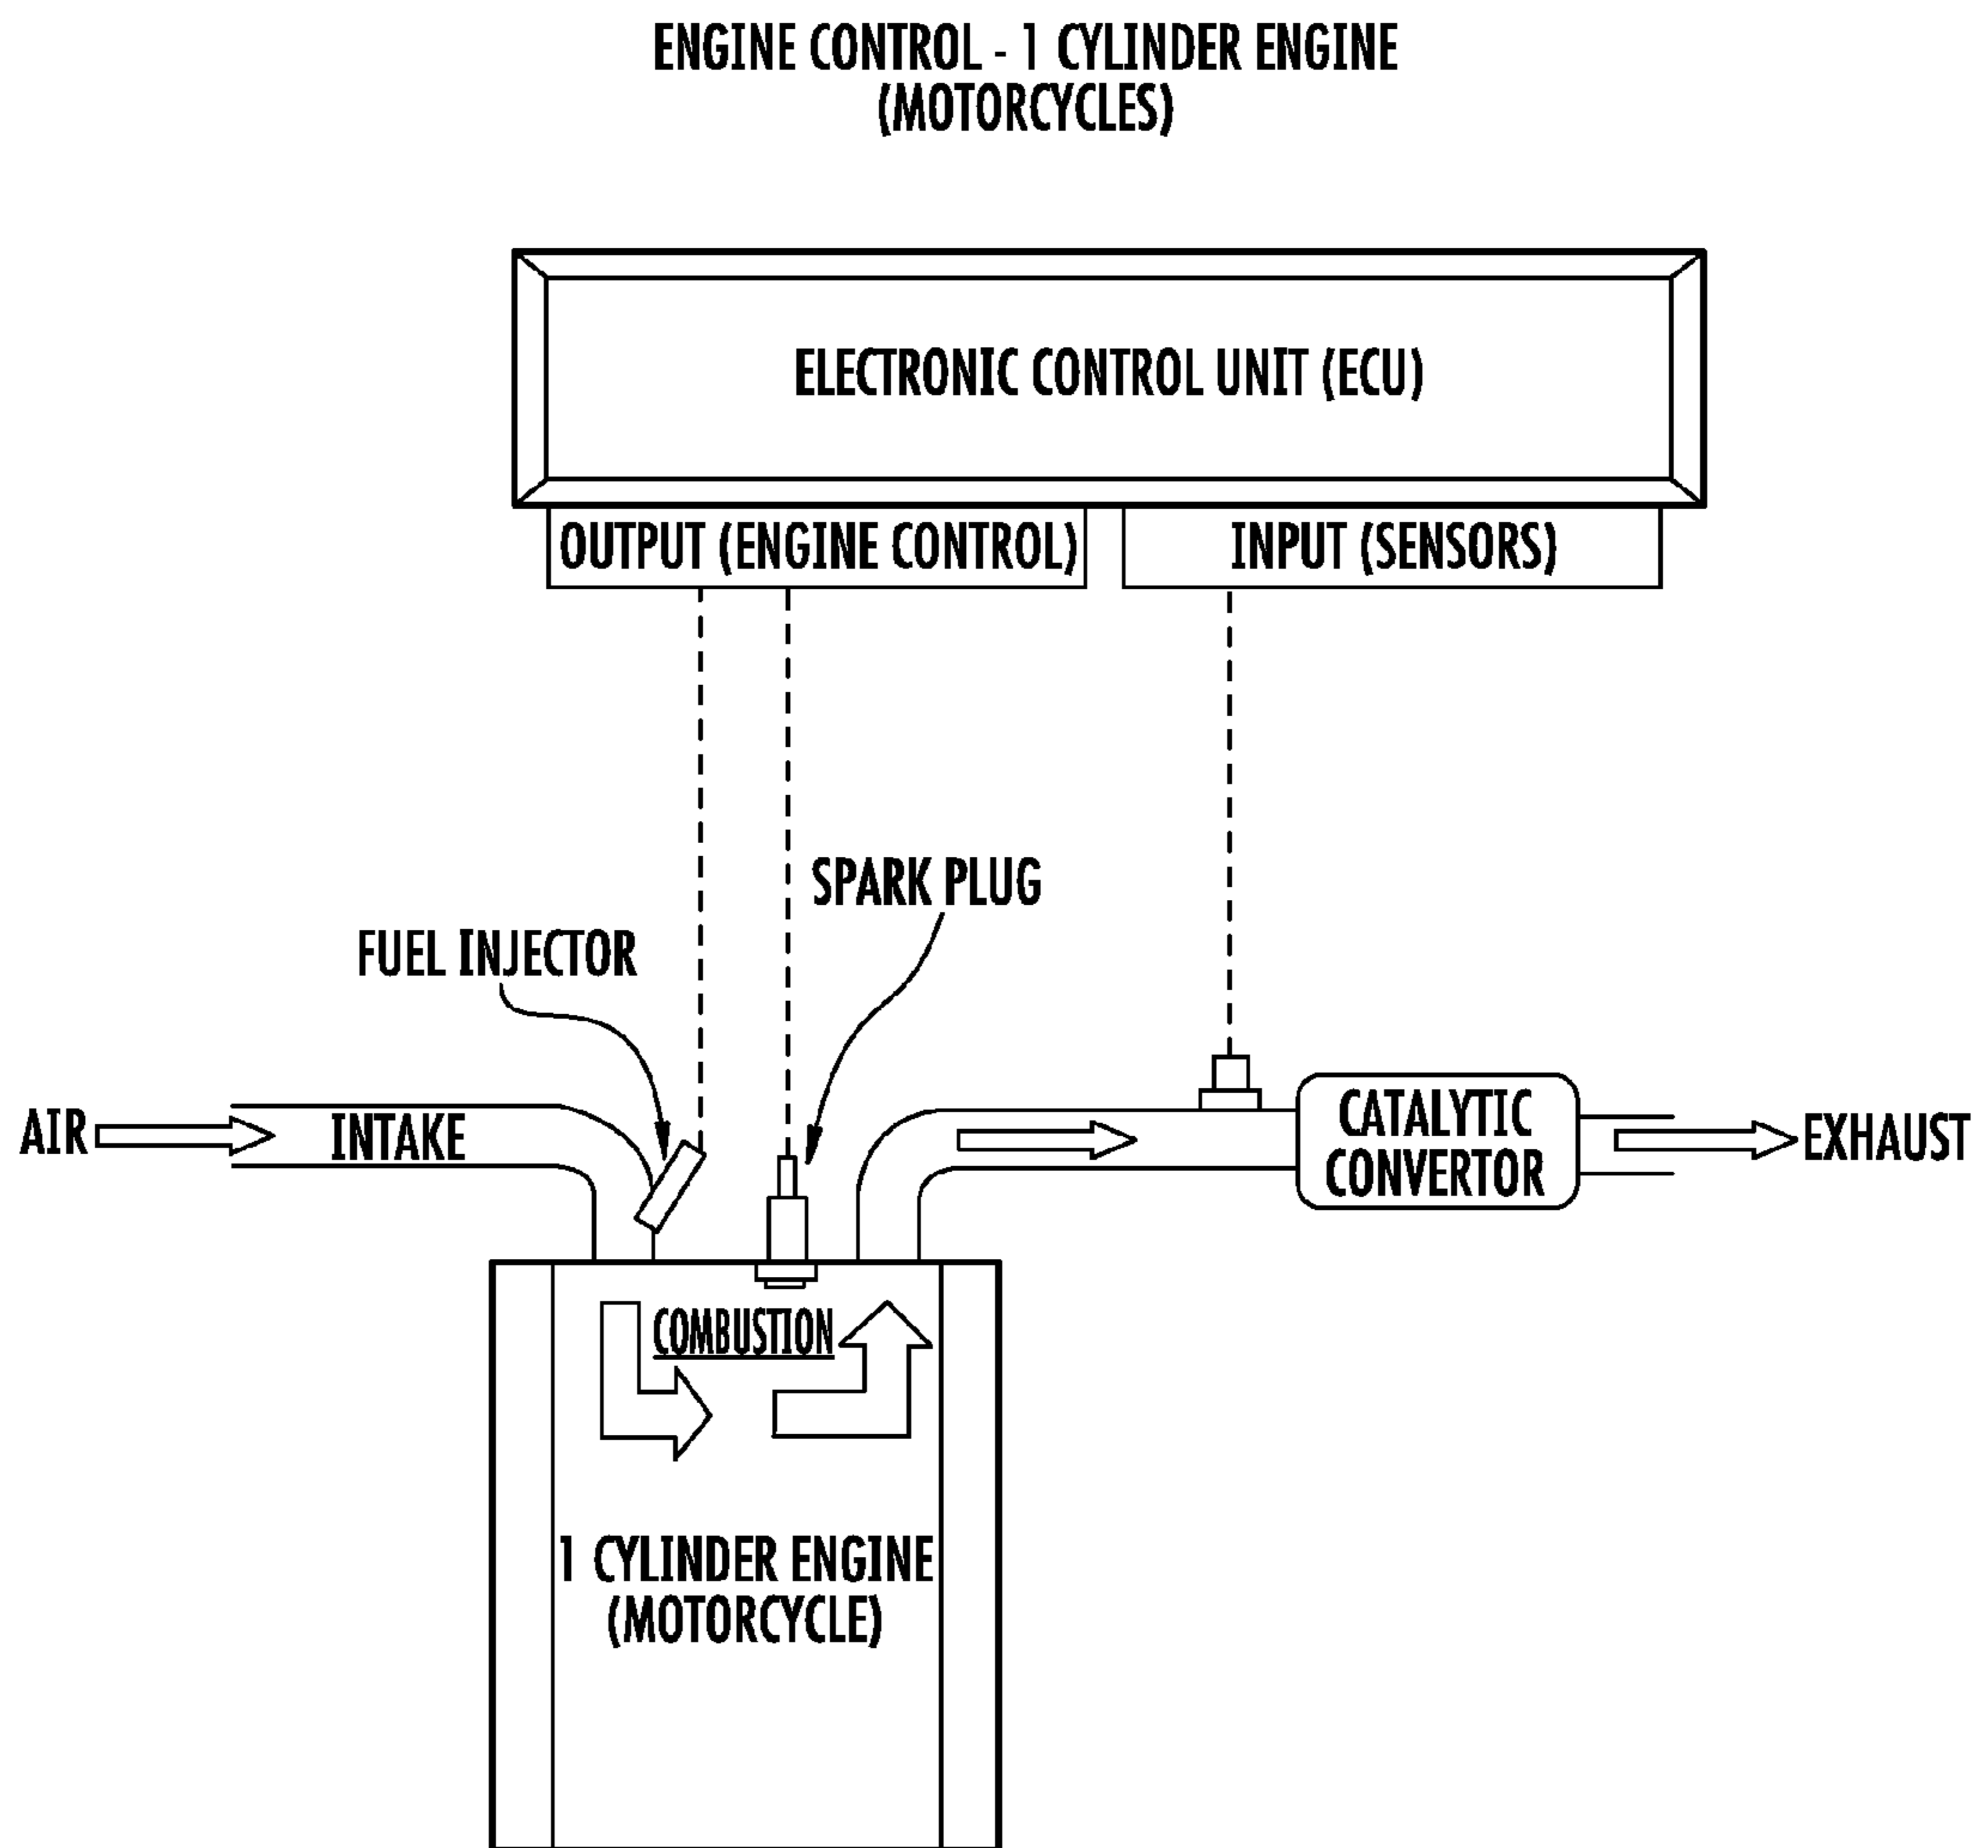 ENGINE CONTROL - 1 CYLINDER ENGINE
(MOTORCYCLES)
ELECTRONIC CONTROL UNIT (ECU)
OUTPUT (ENGINE CONTROL)
INPUT (SENSORS)
SPARK PLUG
FUEL INJECTOR
AIR
INTAKE
CATALYTIC
CONVERTOR
EXHAUST
COMBUSTION
1 CYLINDER ENGINE
(MOTORCYCLE)